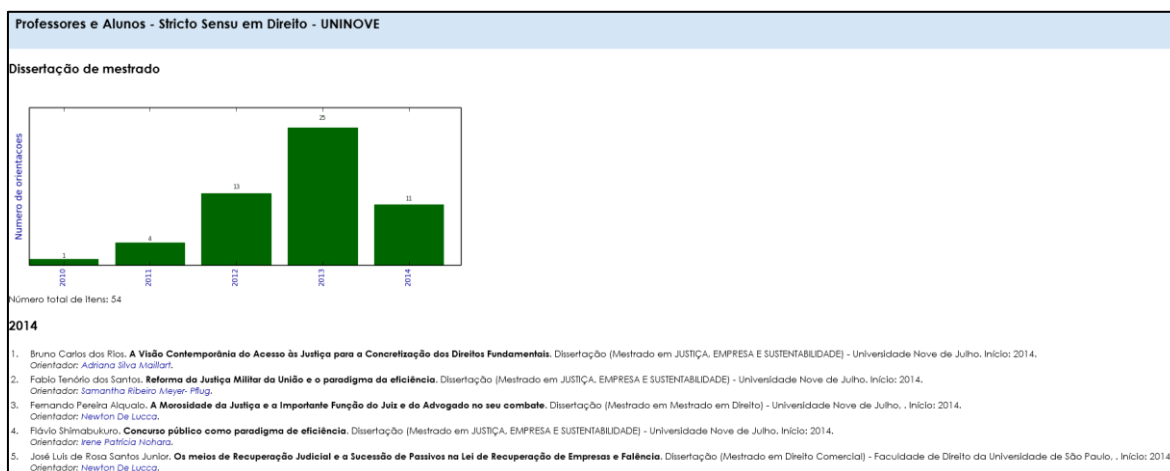 Professores e Alunos - Stricto Sensu em Direito - UNINOVE
Dissertação de mestrado
Numero de orientacoes
1
4
13
25
11
2010
2011
2012
2013
2014
Número total de itens: 54
2014
1. Bruno Carlos dos Rios. A Visão Contemporânia do Acesso às Justiça para a Concretização dos Direitos Fundamentais. Dissertação (Mestrado em JUSTIÇA, EMPRESA E SUSTENTABILIDADE) - Universidade Nove de Julho. Início: 2014.
Orientador: Adriana Silva Maillart.
2. Fabio Tenório dos Santos. Reforma da Justiça Militar da União e o paradigma da eficiência. Dissertação (Mestrado em JUSTIÇA, EMPRESA E SUSTENTABILIDADE) - Universidade Nove de Julho. Início: 2014.
Orientador: Samantha Ribeiro Meyer- Pflug.
3. Fernando Pereira Alqualo. A Morosidade da Justiça e a Importante Função do Juiz e do Advogado no seu combate. Dissertação (Mestrado em Mestrado em Direito) - Universidade Nove de Julho, . Início: 2014.
Orientador: Newton De Lucca.
4. Flávio Shimabukuro. Concurso público como paradigma de eficiência. Dissertação (Mestrado em JUSTIÇA, EMPRESA E SUSTENTABILIDADE) - Universidade Nove de Julho. Início: 2014.
Orientador: Irene Patrícia Nohara.
5. José Luis de Rosa Santos Junior. Os meios de Recuperação Judicial e a Sucessão de Passivos na Lei de Recuperação de Empresas e Falência. Dissertação (Mestrado em Direito Comercial) - Faculdade de Direito da Universidade de São Paulo, . Início: 2014
Orientador: Newton De Lucca.